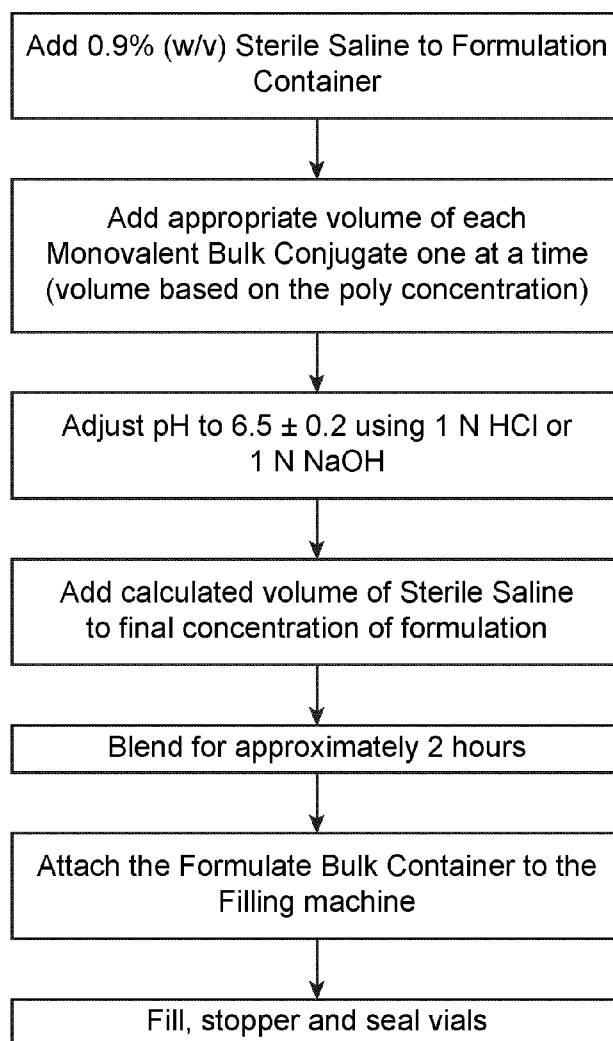 Add 0.9% (w/v) Sterile Saline to Formulation
Container
Add appropriate volume of each
Monovalent Bulk Conjugate one at a time
(volume based on the poly concentration)
Adjust pH to 6.5 ± 0.2 using 1 N HCl or
1 N NaOH
Add calculated volume of Sterile Saline
to final concentration of formulation
Blend for approximately 2 hours
Attach the Formulate Bulk Container to the
Filling machine
Fill, stopper and seal vials